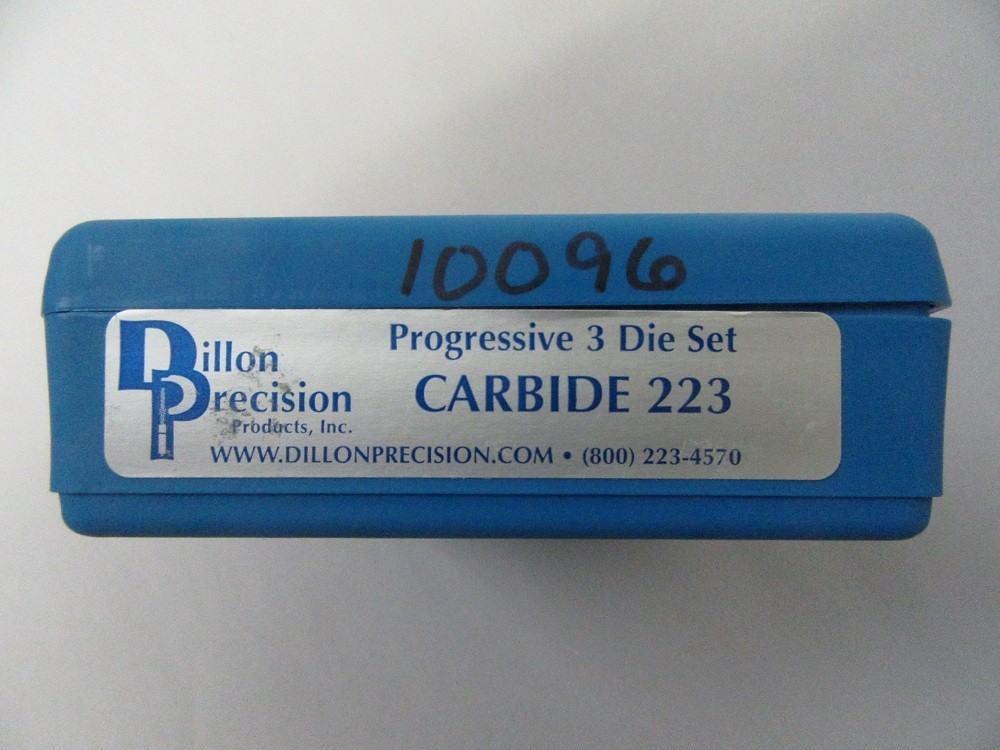 10096
Dillon
Precision
Products, Inc.
Progressive 3 Die Set
CARBIDE 223
WWW.DILLONPRECISION.COM • (800) 223-4570